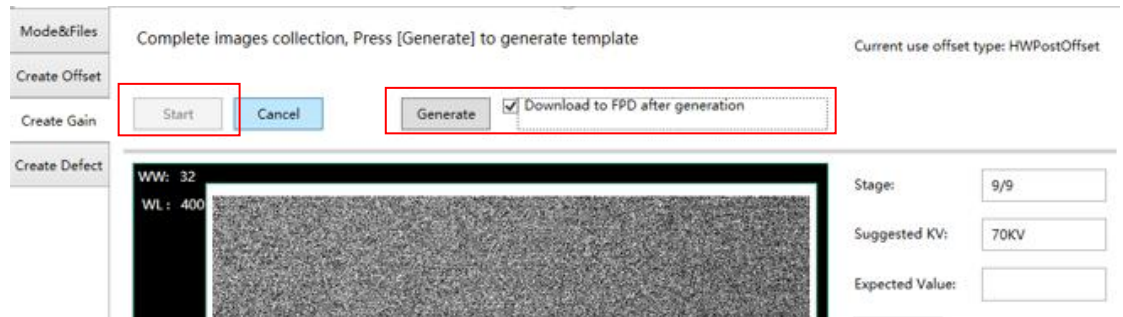 Mode&Files
Create Offset
Create Gain
Create Defect
Complete images collection, Press [Generate] to generate template
Current use offset type: HWPostOffset
Start
Cancel
Generate
Download to FPD after generation
WW: 32
WL: 400
Stage:
9/9
Suggested KV:
70KV
Expected Value: